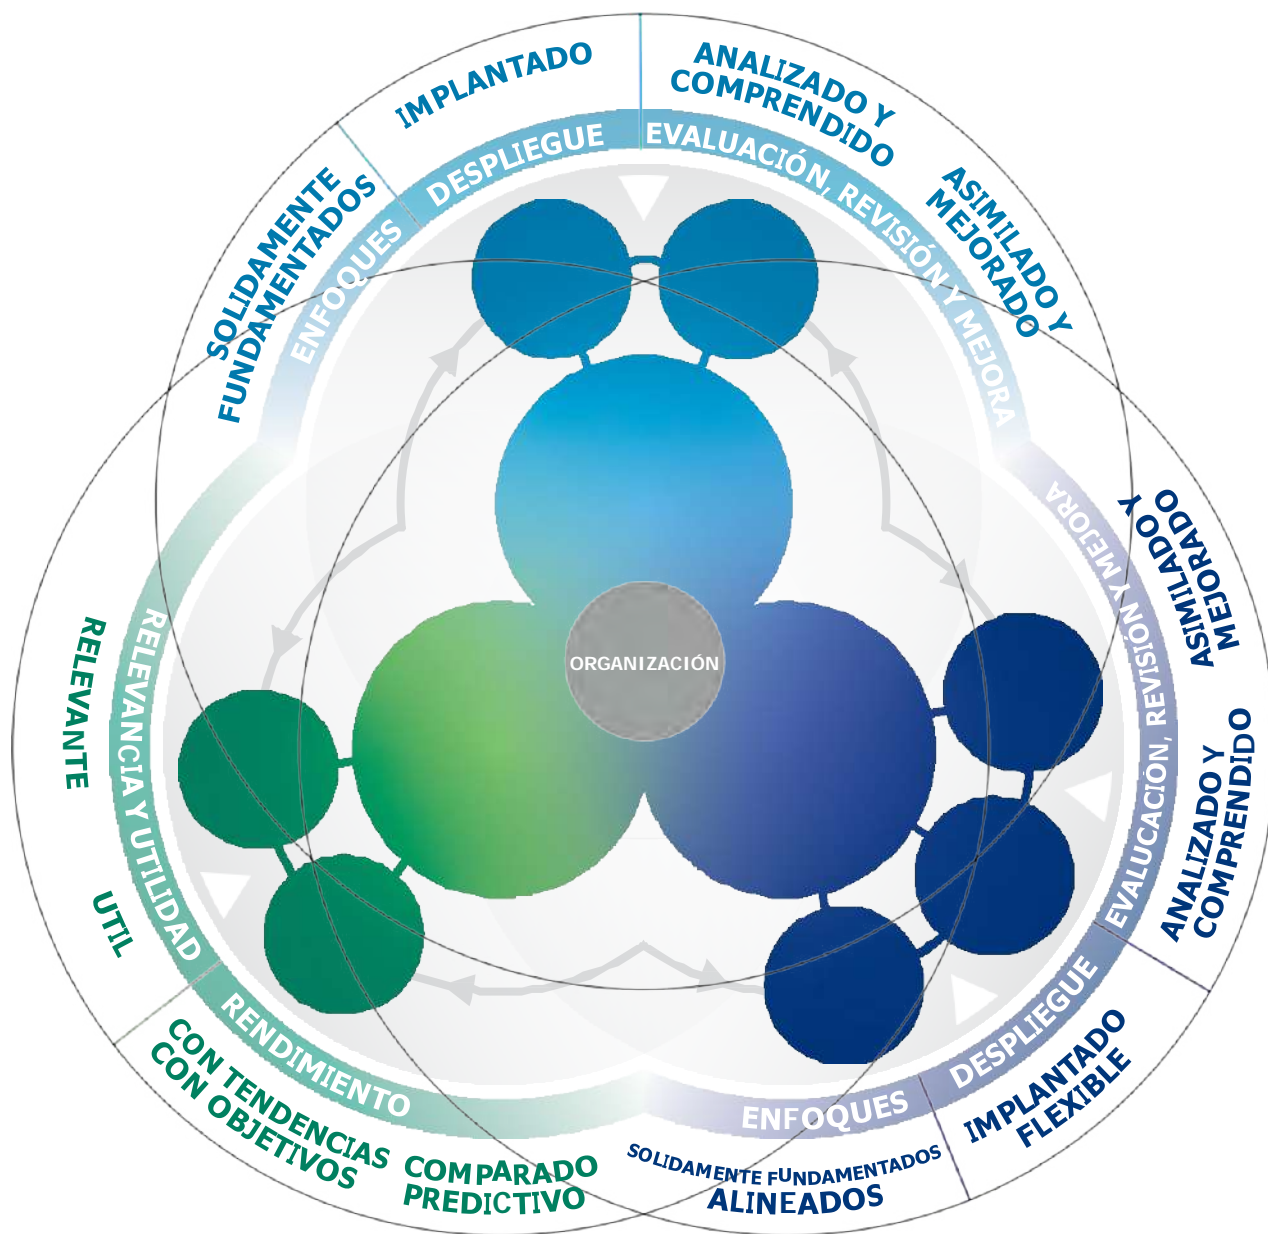 IMPLANTADO
ANALIZADO Y
COMPRENDIDO
DESPLIEGUE
EVALUACIÓN, REVISIÓN Y MEJORA
SOLIDAMENTE
FUNDAMENTADOS
ENFOQUES
ASIMILADO Y
MEJORADO
ASIMILADO Y
MEJORADO
EVALUCACIÓN, REVISIÓN Y MEJORA
ANALIZADO Y
COMPRENDIDO
ORGANIZACIÓN
RELEVANTE
RELEVANCIA Y UTILIDAD
UTIL
RENDIMIENTO
CON TENDENCIAS
CON OBJETIVOS
COMPARADO
PREDICTIVO
DESPLIEGUE
IMPLANTADO
FLEXIBLE
ENFOQUES
SOLIDAMENTE FUNDAMENTADOS
ALINEADOS